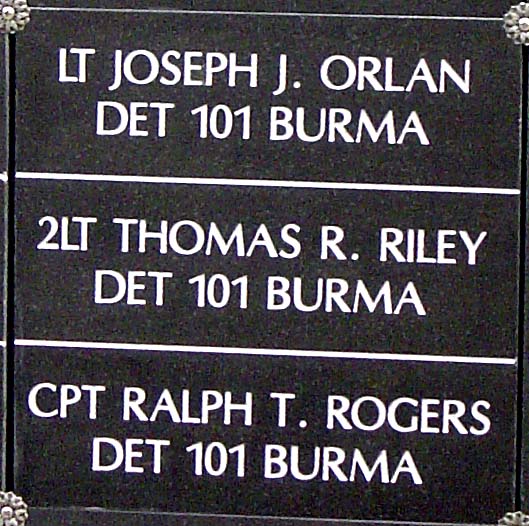 LT JOSEPH J. ORLAN
DET 101 BURMA
2LT THOMAS R. RILEY
DET 101 BURMA
CPT RALPH T. ROGERS
DET 101 BURMA